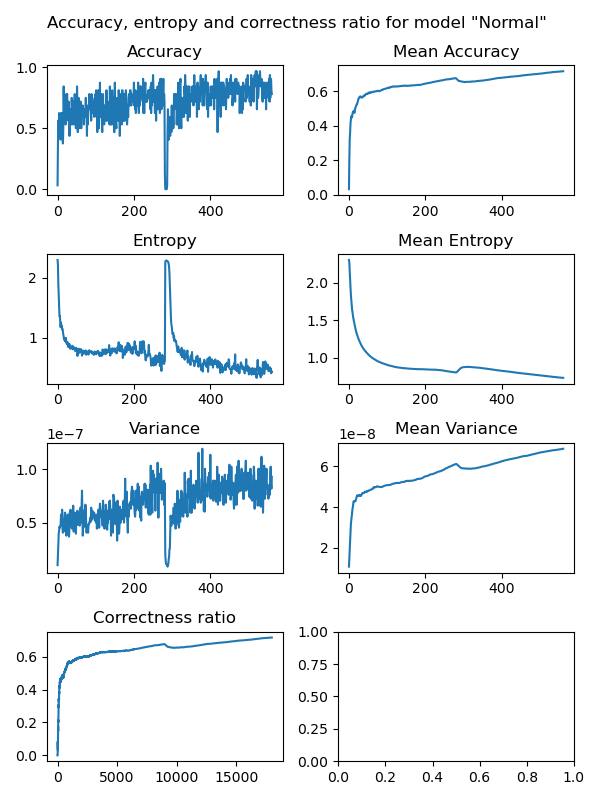 Accuracy, entropy and correctness ratio for model "Normal"
Accuracy
1.0
0.5
0.0
0 200 400
Mean Accuracy
0.6
0.4
0.2
0.0
0 200 400
Entropy
2
1
0 200 400
Mean Entropy
2.0
1.5
1.0
0 200 400
Variance
1e−7
1.0
0.5
0 200 400
Mean Variance
1e−8
6
4
2
0 200 400
Correctness ratio
0.6
0.4
0.2
0.0
0 5000 10000 15000
1.00
0.75
0.50
0.25
0.00
0.0 0.2 0.4 0.6 0.8 1.0